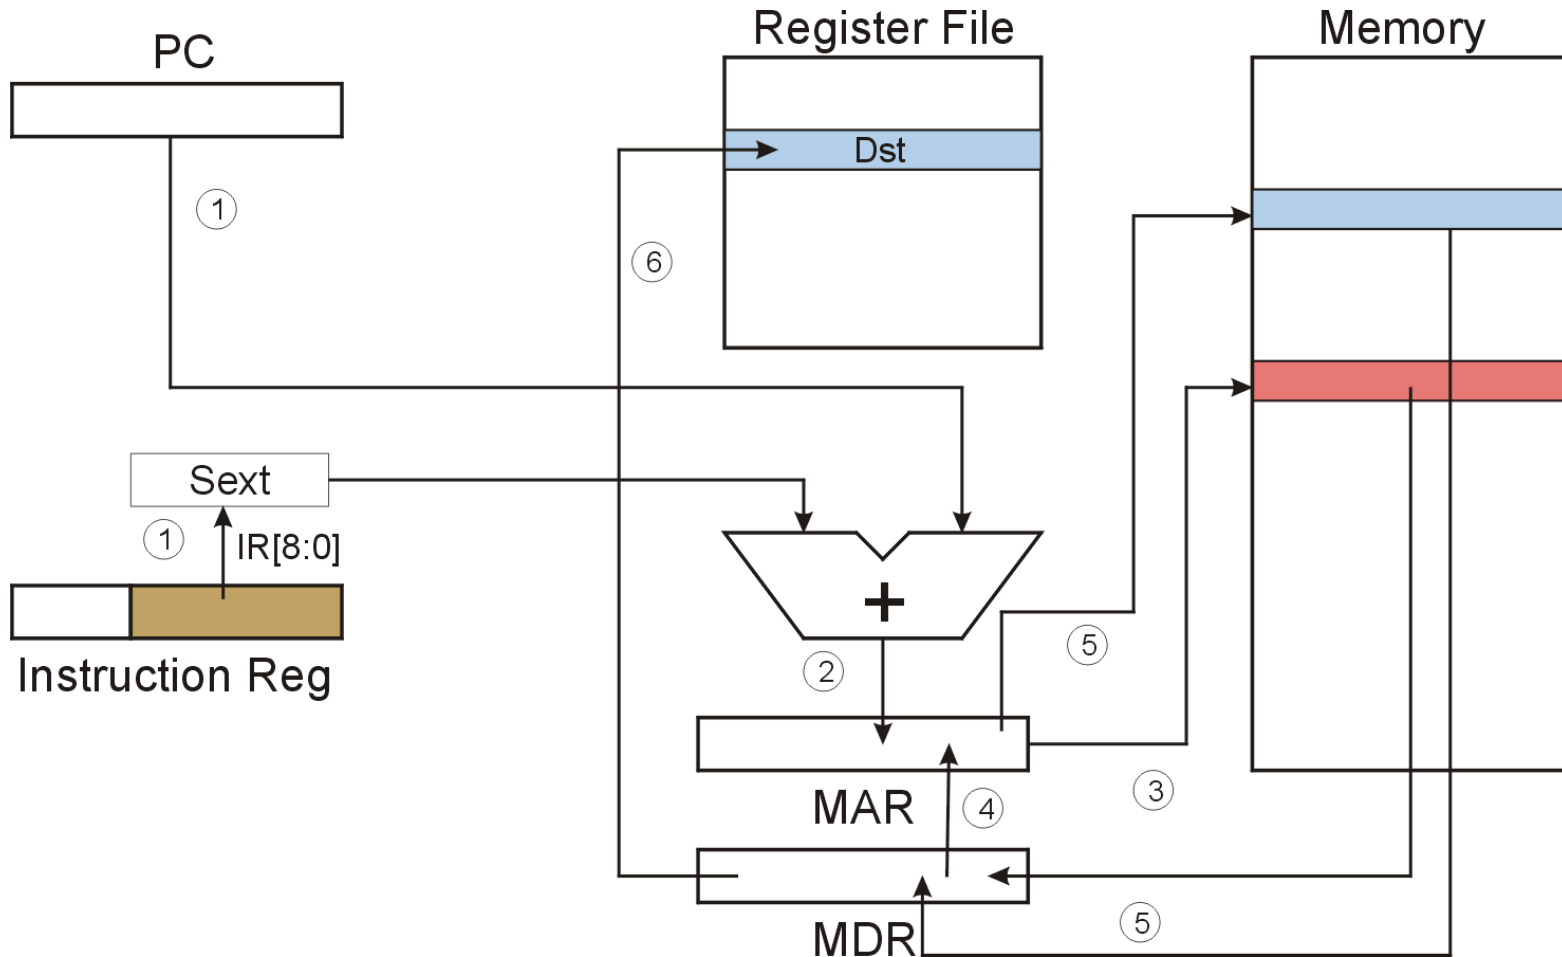 PC
Register File
Memory
Dst
1
6
Sext
1
IR[8:0]
+
Instruction Reg
2
5
MAR
4
3
MDR
5